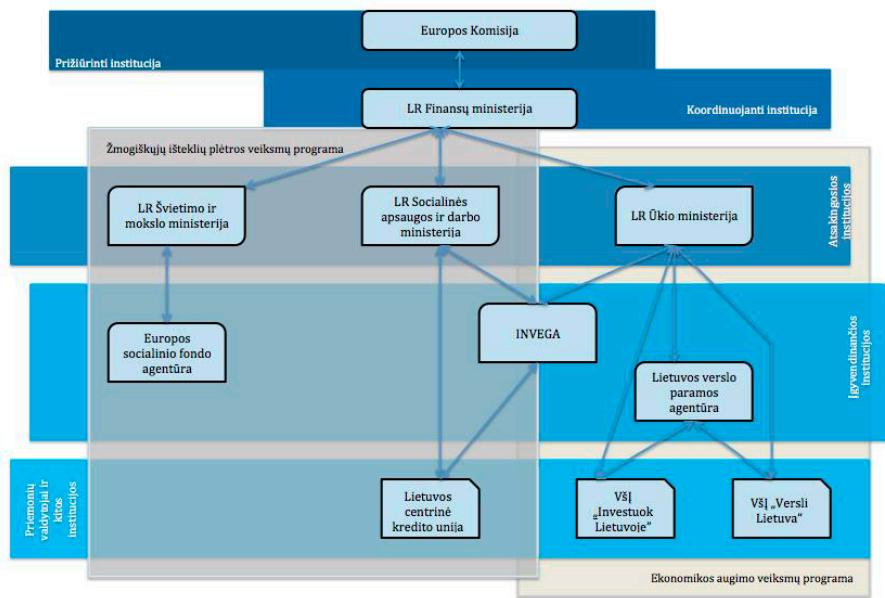 Europos Komisija
Prižiūrinti institucija
LR Finansų ministerija
Koordinuojanti institucija
Žmogiškųjų išteklių plėtros veiksmų programa
LR Švietimo ir
mokslo ministerija
LR Socialinės
apsaugos ir darbo
ministerija
LR Ūkio ministerija
Atsakingosios
institucijos
Europos
socialinio fondo
agentūra
INVEGA
Lietuvos verslo
paramos
agentūra
Įgyvendinančios
institucijos
Priemonių
valdytojai ir
kitos
institucijos
Lietuvos
centrinė
kredito unija
VšĮ
„Investuok
Lietuvoje"
VšĮ „Versli
Lietuva"
Ekonomikos augimo veiksmų programa